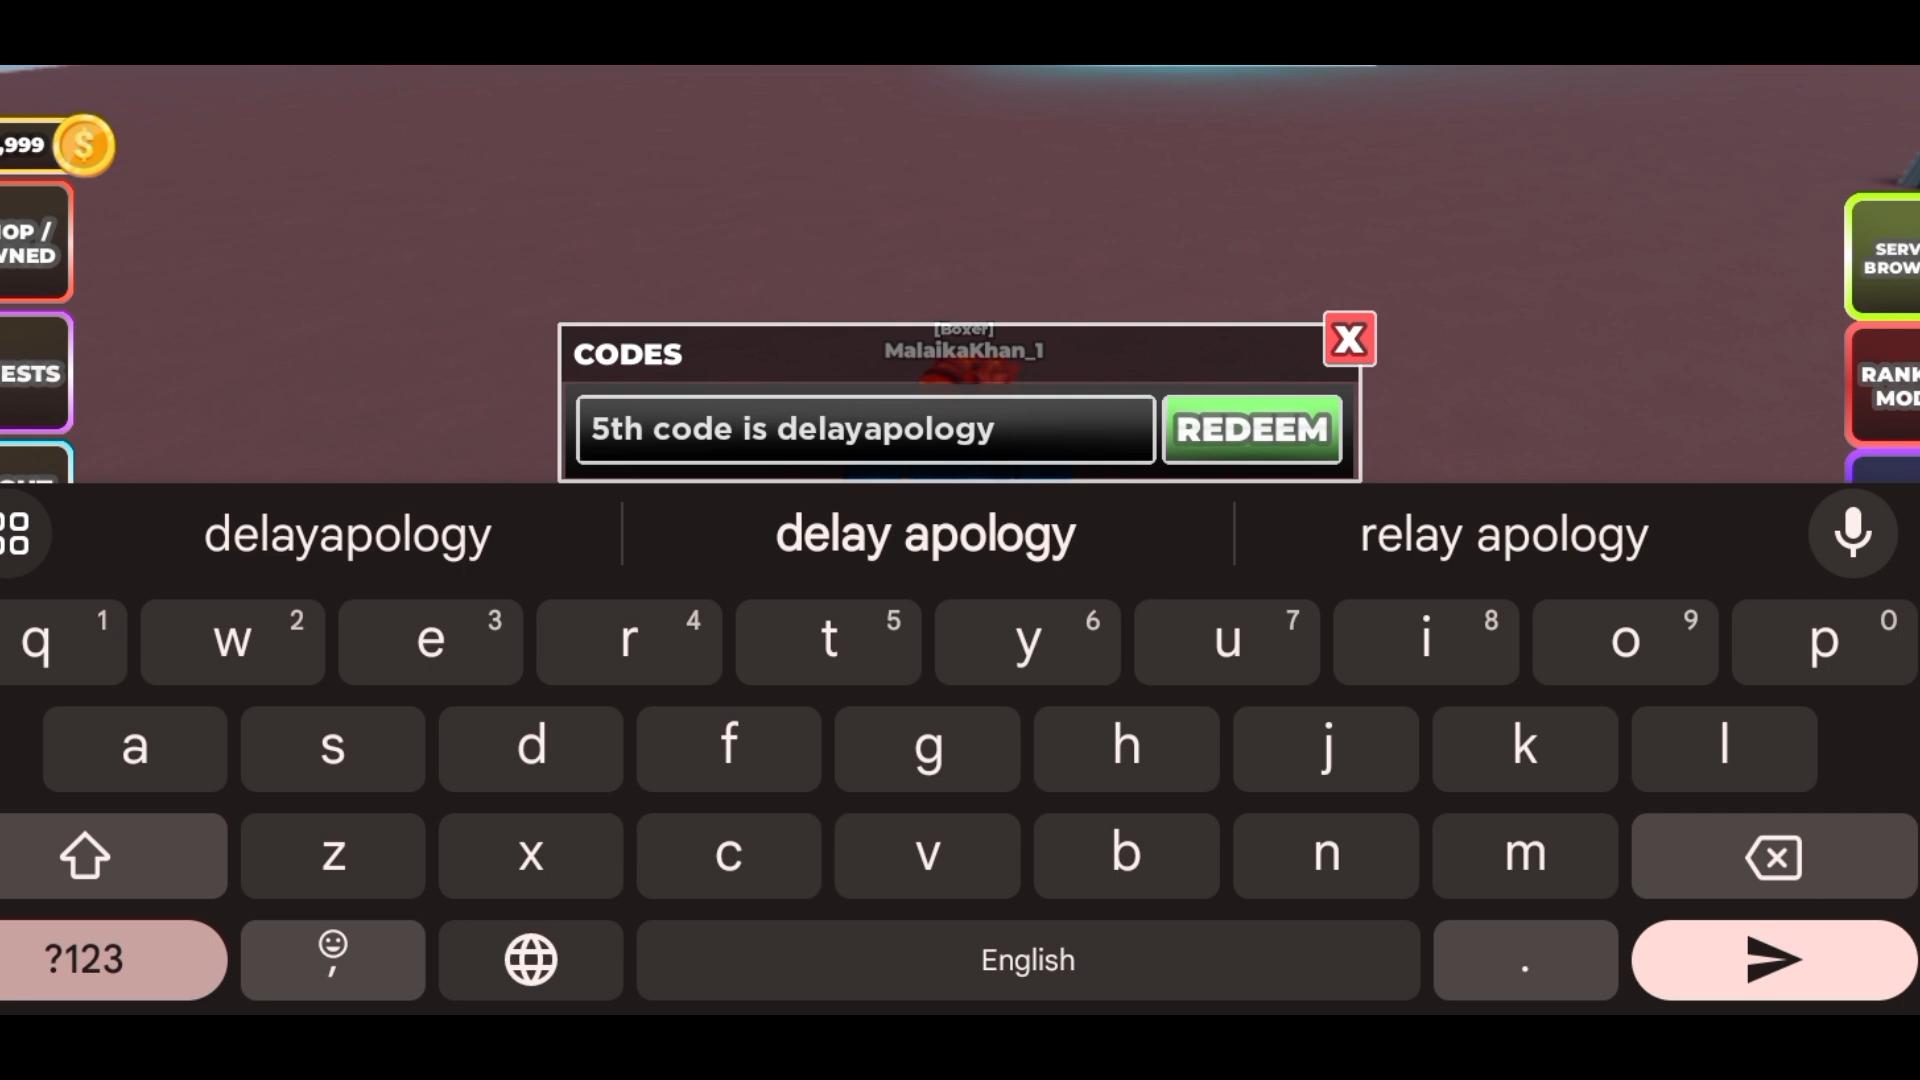 ,999
$
OP /
WNED
ESTS
SERV
BROW
RANK
MOD
[Boxer]
MalaikaKhan_1
CODES
X
5th code is delayapology
REDEEM
delayapology
delay apology
relay apology
q 1 w 2 e 3 r 4 t 5 y 6 u 7 i 8 o 9 p 0
a s d f g h j k l
z x c v b n m
?123 , English .